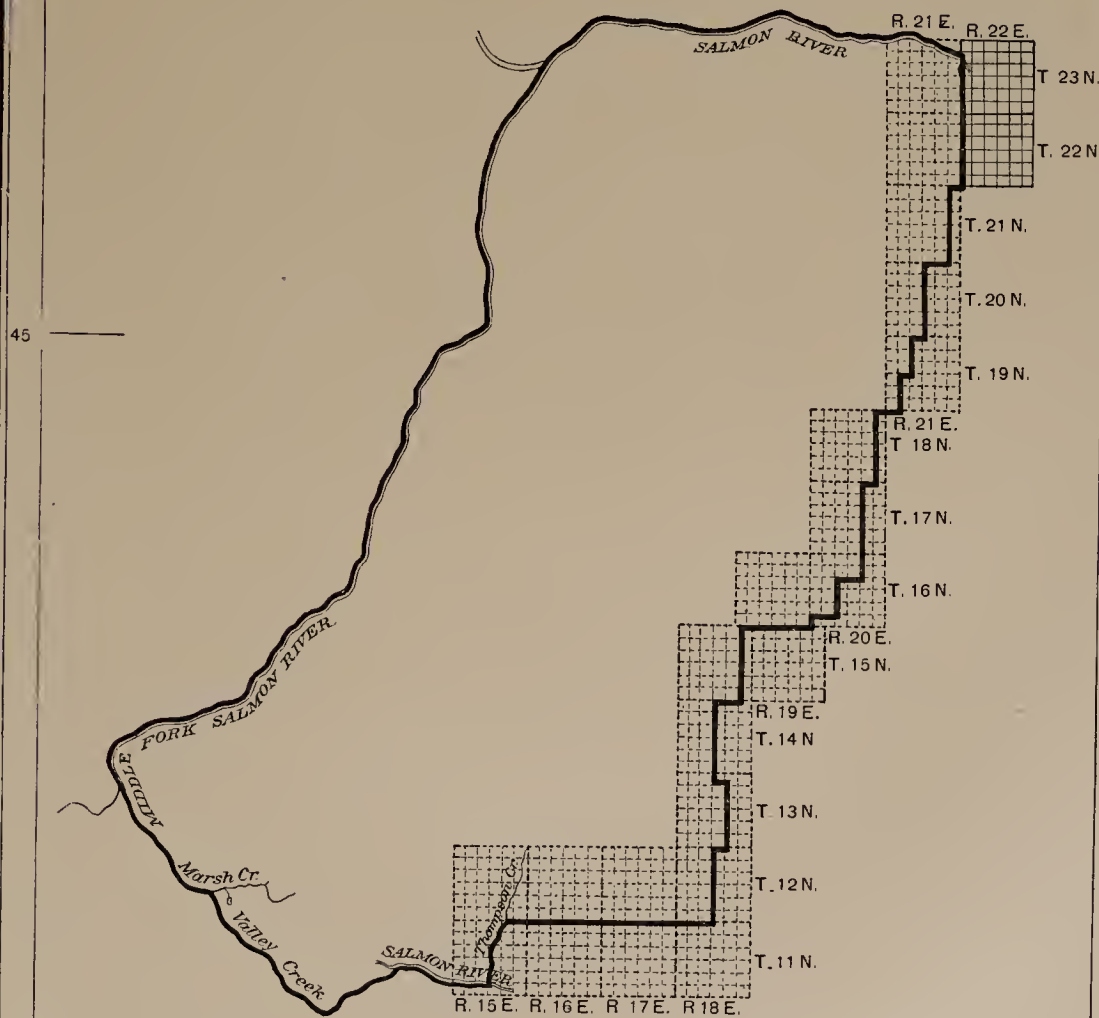 R. 21 E.
R. 22 E.
SALMON RIVER
T 23 N.
T. 22 N
T. 21 N.
45
T. 20 N.
T. 19 N.
R. 21 E.
T 18 N.
T. 17 N.
T. 16 N.
R. 20 E.
T. 15 N.
R. 19 E.
MIDDLE FORK SALMON RIVER
T. 14 N
T. 13 N.
Marsh Cr.
Thompson Cr.
T. 12 N.
Valley Creek
SALMON RIVER
T. 11 N.
R. 15 E. R. 16 E. R 17 E. R 18 E.